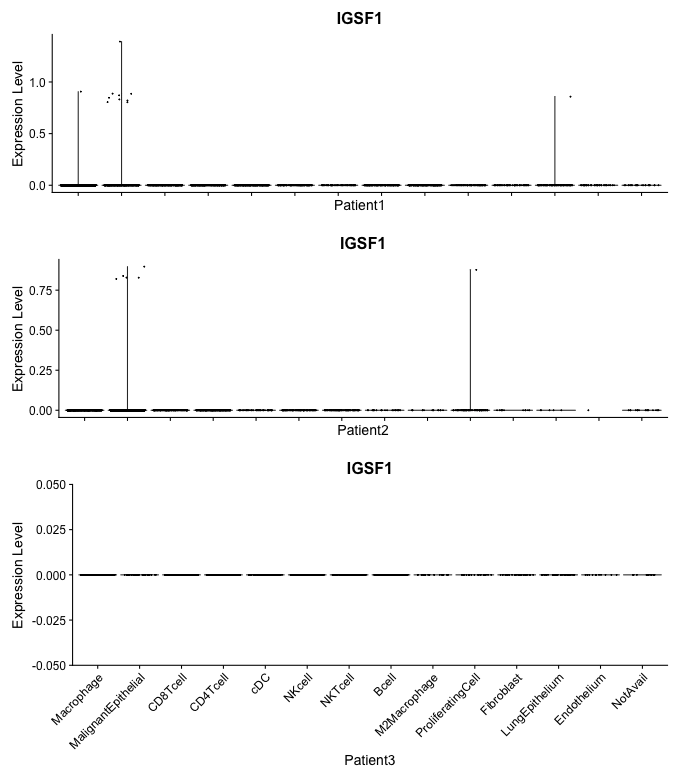 IGSF1
Expression Level
1.0
0.5
0.0
Patient1
IGSF1
Expression Level
0.75
0.50
0.25
0.00
Patient2
IGSF1
Expression Level
0.050
0.025
0.000
-0.025
-0.050
Macrophage
MalignantEpithelial
CD8Tcell
CD4Tcell
cDC
NKcell
NKTcell
Bcell
M2Macrophage
ProliferatingCell
Fibroblast
LungEpithelium
Endothelium
NotAvail
Patient3